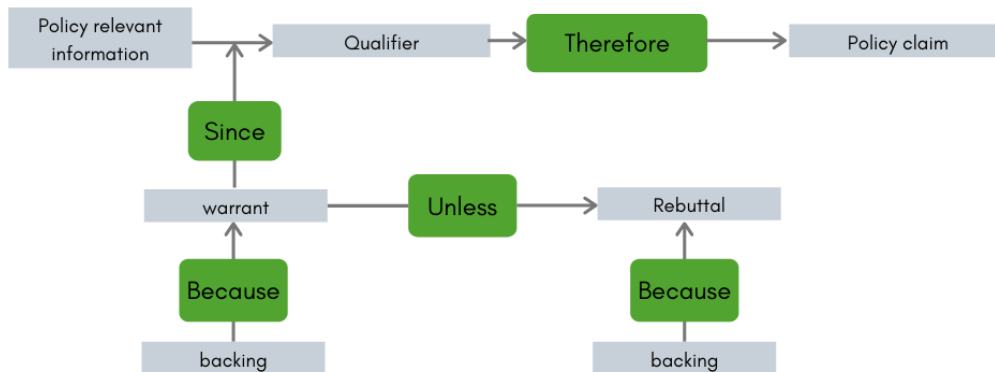 Policy relevant
information
Qualifier
Therefore
Policy claim
Since
warrant
Unless
Rebuttal
Because
Because
backing
backing